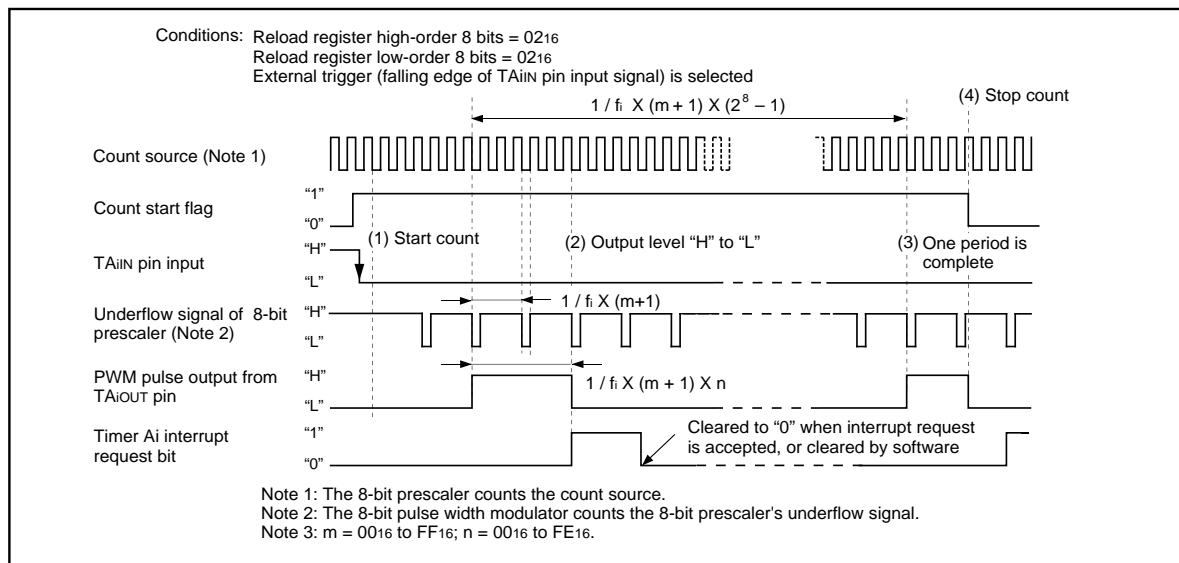 Conditions: Reload register high-order 8 bits = 0216
Reload register low-order 8 bits = 0216
External trigger (falling edge of TAiIN pin input signal) is selected
1 / fi X (m + 1) X (2^8 – 1)
(4) Stop count
Count source (Note 1)
Count start flag
“1”
“0”
(1) Start count
(2) Output level “H” to “L”
(3) One period is
complete
TAiIN pin input
“H”
“L”
1 / fi X (m+1)
Underflow signal of 8-bit
prescaler (Note 2)
“H”
“L”
PWM pulse output from
TAiOUT pin
“H”
“L”
1 / fi X (m + 1) X n
Timer Ai interrupt
request bit
“1”
“0”
Cleared to “0” when interrupt request
is accepted, or cleared by software
Note 1: The 8-bit prescaler counts the count source.
Note 2: The 8-bit pulse width modulator counts the 8-bit prescaler's underflow signal.
Note 3: m = 0016 to FF16; n = 0016 to FE16.